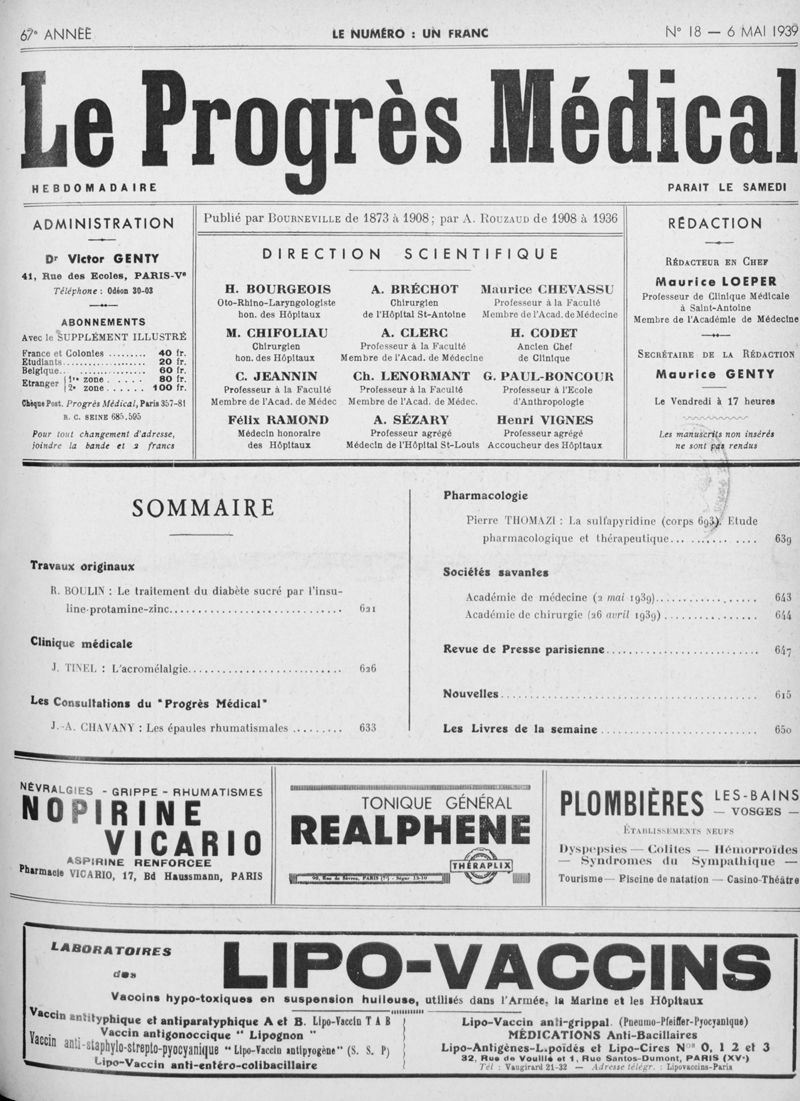 67e ANNÉE
LE NUMÉRO : UN FRANC
N° 18 — 6 MAI 1939
Le Progrès Médical
HEBDOMADAIRE
PARAIT LE SAMEDI
ADMINISTRATION
Dr Victor GENTY
41, Rue des Ecoles, PARIS-Ve
Téléphone : Odéon 30-03
ABONNEMENTS
Avec le SUPPLÉMENT ILLUSTRÉ
France et Colonies ......... 40 fr.
Etudiants..................... 20 fr.
Belgique.. .................... 60 fr.
Etranger { 1re zone . . . . . 80 fr.
{ 2e zone . . . . . . 100 fr.
Chèque Post. Progrès Médical, Paris 357-81
R. C. SEINE 685.595
Pour tout changement d'adresse,
joindre la bande et 2 francs
Publié par BOURNEVILLE de 1873 à 1908 ; par A. ROUZAUD de 1908 à 1936
DIRECTION SCIENTIFIQUE
H. BOURGEOIS
Oto-Rhino-Laryngologiste
hon. des Hôpitaux
A. BRÉCHOT
Chirurgien
de l'Hôpital St-Antoine
Maurice CHEVASSU
Professeur à la Faculté
Membre de l'Acad. de Médecine
M. CHIFOLIAU
Chirurgien
hon. des Hôpitaux
A. CLERC
Professeur à la Faculté
Membre de l'Acad. de Médecine
H. CODET
Ancien Chef
de Clinique
C. JEANNIN
Professeur à la Faculté
Membre de l'Acad. de Médec
Ch. LENORMANT
Professeur à la Faculté
Membre de l'Acad. de Médec.
G. PAUL-BONCOUR
Professeur à l'Ecole
d'Anthropologie
Félix RAMOND
Médecin honoraire
des Hôpitaux
A. SÉZARY
Professeur agrégé
Médecin de l'Hôpital St-Louis
Henri VIGNES
Professeur agrégé
Accoucheur des Hôpitaux
RÉDACTION
RÉDACTEUR EN CHEF
Maurice LOEPER
Professeur de Clinique Médicale
à Saint-Antoine
Membre de l'Académie de Médecine
SECRÉTAIRE DE LA RÉDACTION
Maurice GENTY
Le Vendredi à 17 heures
Les manuscrits non insérés
ne sont pas rendus
SOMMAIRE
Travaux originaux
R. BOULIN : Le traitement du diabète sucré par l'insu-
line-protamine-zinc.............................. 621
Clinique médicale
J. TINEL : L'acromélalgie........................... 626
Les Consultations du "Progrès Médical"
J.-A. CHAVANY : Les épaules rhumatismales ......... 633
Pharmacologie
Pierre THOMAZI : La sulfapyridine (corps 693). Etude
pharmacologique et thérapeutique................ 639
Sociétés savantes
Académie de médecine (2 mai 1939).................. 643
Académie de chirurgie (26 avril 1939) ................ 644
Revue de Presse parisienne........................... 647
Nouvelles............................................. 615
Les Livres de la semaine ........................... 650
NÉVRALGIES - GRIPPE - RHUMATISMES
NOPIRINE
VICARIO
ASPIRINE RENFORCEE
Pharmacie VICARIO, 17, Bd Haussmann, PARIS
TONIQUE GÉNÉRAL
REALPHENE
THÉRAPLIX
98, Rue de Sèvres, PARIS (7e) - Ségur 13-10
PLOMBIÈRES LES-BAINS
— VOSGES —
ÉTABLISSEMENTS NEUFS
Dyspepsies — Colites — Hémorroïdes
— Syndromes du Sympathique —
Tourisme — Piscine de natation — Casino-Théâtre
LABORATOIRES
des
LIPO-VACCINS
Vaccins hypo-toxiques en suspension huileuse, utilisés dans l'Armée, la Marine et les Hôpitaux
Vaccin antityphique et antiparatyphique A et B. Lipo-Vaccin T A B
Vaccin antigonoccique " Lipognon "
Vaccin anti-staphylo-strepto-pyocyanique " Lipo-Vaccin antipyogène" (S. S. P)
Lipo-Vaccin anti-entéro-colibacillaire
Lipo-Vaccin anti-grippal (Pneumo-Pfeiffer-Pyocyanique)
MÉDICATIONS Anti-Bacillaires
Lipo-Antigènes-L.poïdés et Lipo-Cires Nos 0, 1 2 et 3
32, Rue de Vouillé et 1, Rue Santos-Dumont, PARIS (XVe)
Tél : Vaugirard 21-32 — Adresse télégr. : Lipovaccins-Paris